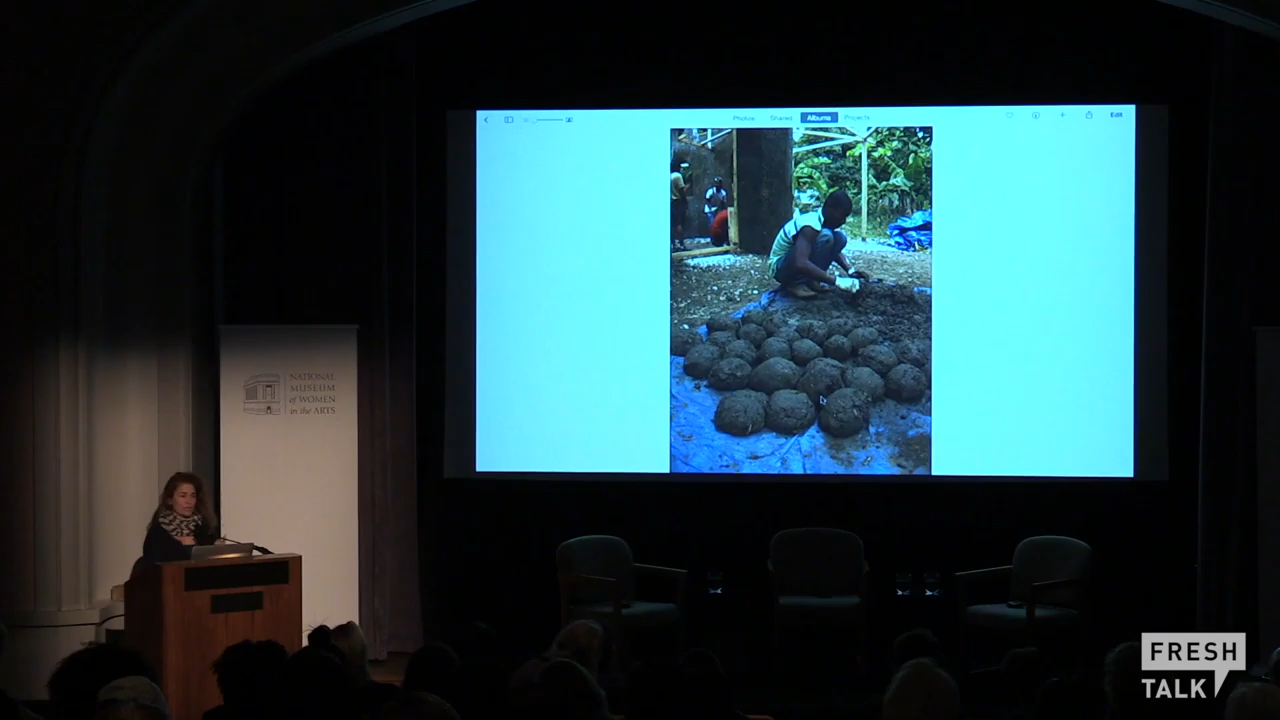 Photos Shared Albums Projects
Edit
NATIONAL
MUSEUM
of WOMEN
in the ARTS
FRESH
TALK